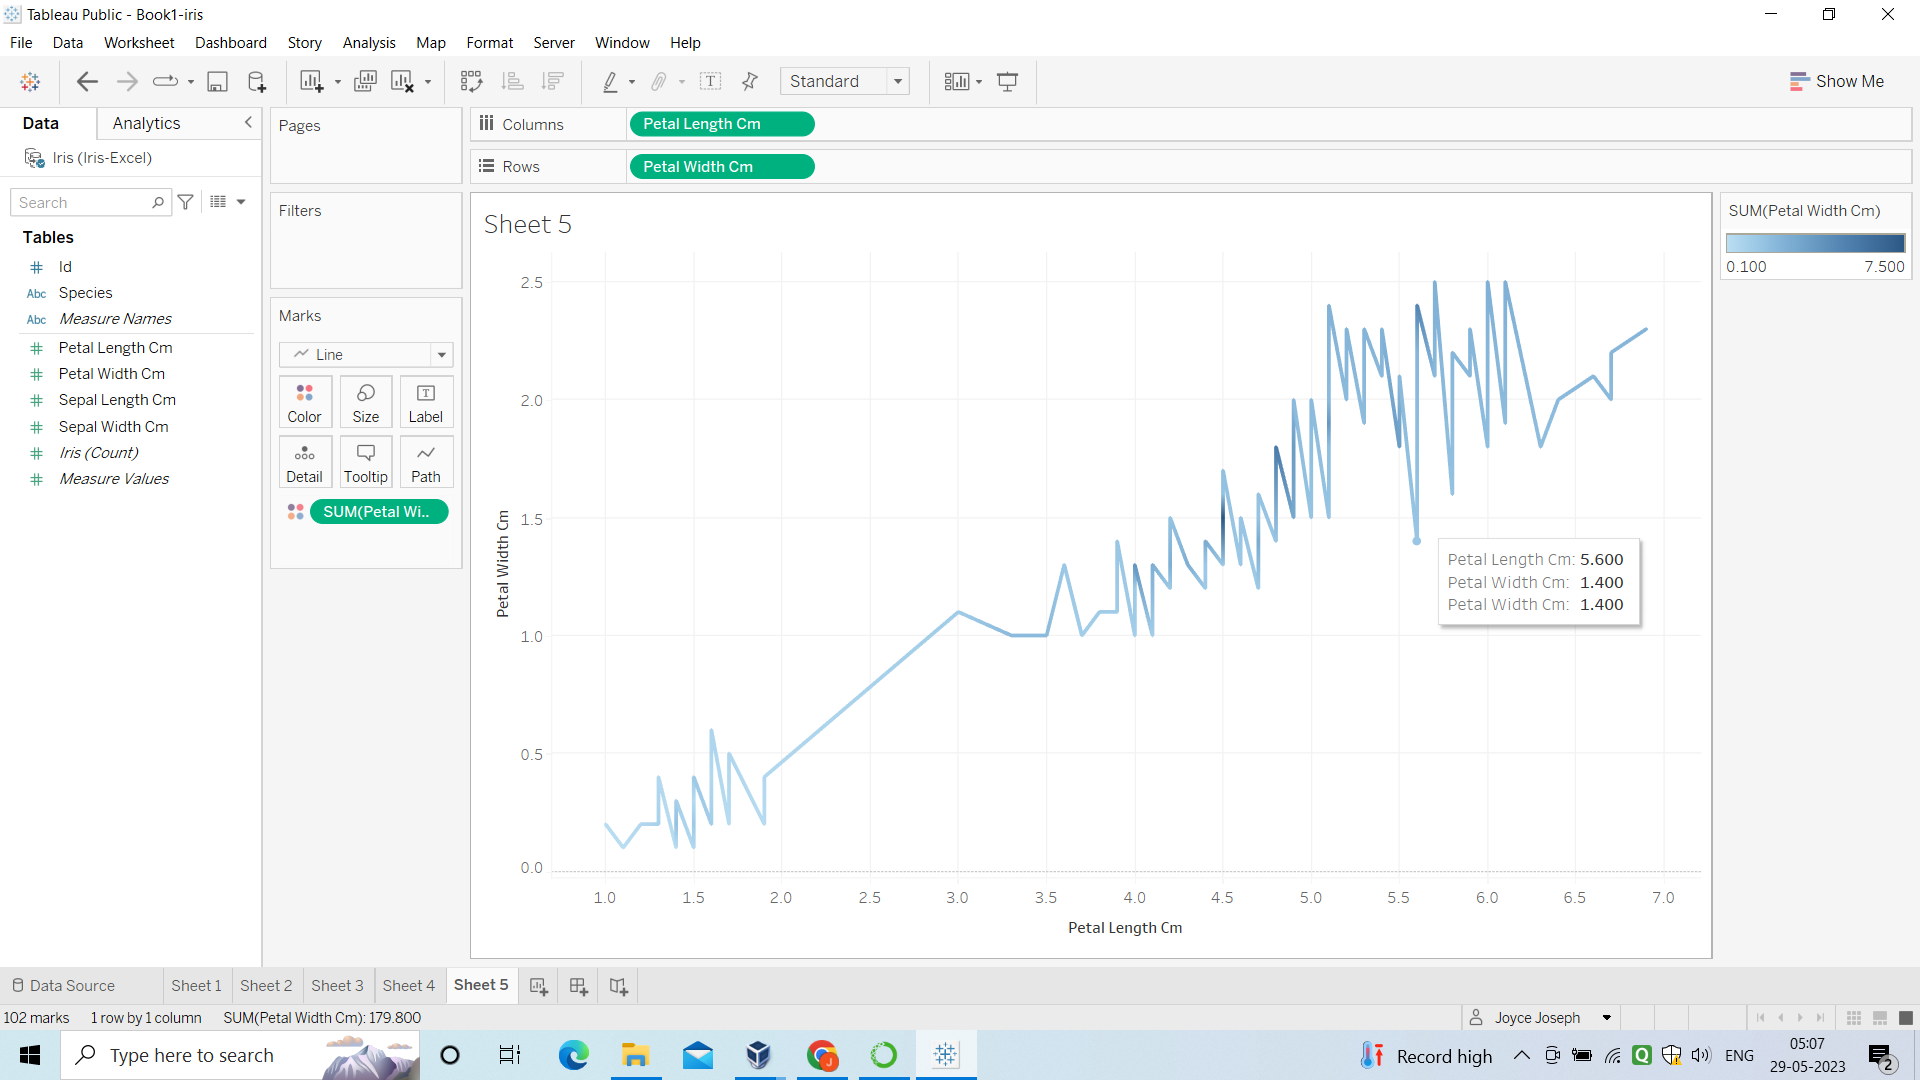 Tableau Public - Book1-iris
File Data Worksheet Dashboard Story Analysis Map Format Server Window Help
Standard
Show Me
Data Analytics
Iris (Iris-Excel)
Search
Tables
Id
Abc Species
Abc Measure Names
Petal Length Cm
Petal Width Cm
Sepal Length Cm
Sepal Width Cm
Iris (Count)
Measure Values
Pages
Filters
Marks
Line
Color Size Label
Detail Tooltip Path
SUM(Petal Wi..
Columns Petal Length Cm
Rows Petal Width Cm
Sheet 5
2.5
2.0
1.5
1.0
0.5
0.0
Petal Width Cm
1.0 1.5 2.0 2.5 3.0 3.5 4.0 4.5 5.0 5.5 6.0 6.5 7.0
Petal Length Cm
Petal Length Cm: 5.600
Petal Width Cm: 1.400
Petal Width Cm: 1.400
SUM(Petal Width Cm)
0.100 7.500
Data Source Sheet 1 Sheet 2 Sheet 3 Sheet 4 Sheet 5
102 marks 1 row by 1 column SUM(Petal Width Cm): 179.800
Joyce Joseph
Type here to search
Record high
ENG
05:07
29-05-2023
2